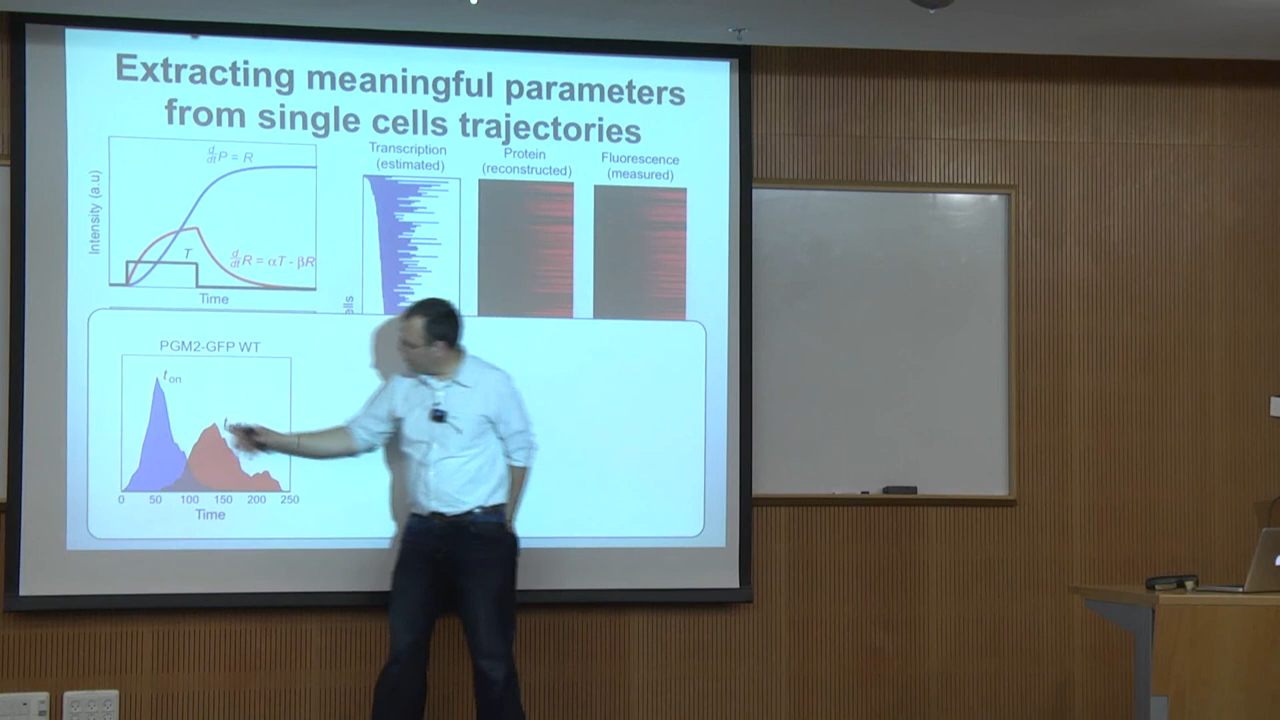 Extracting meaningful parameters
from single cells trajectories
d/dt P = R
T
d/dt R = αT - βR
Intensity (a.u)
Time
Transcription
(estimated)
Protein
(reconstructed)
Fluorescence
(measured)
PGM2-GFP WT
t on
0 50 100 150 200 250
Time